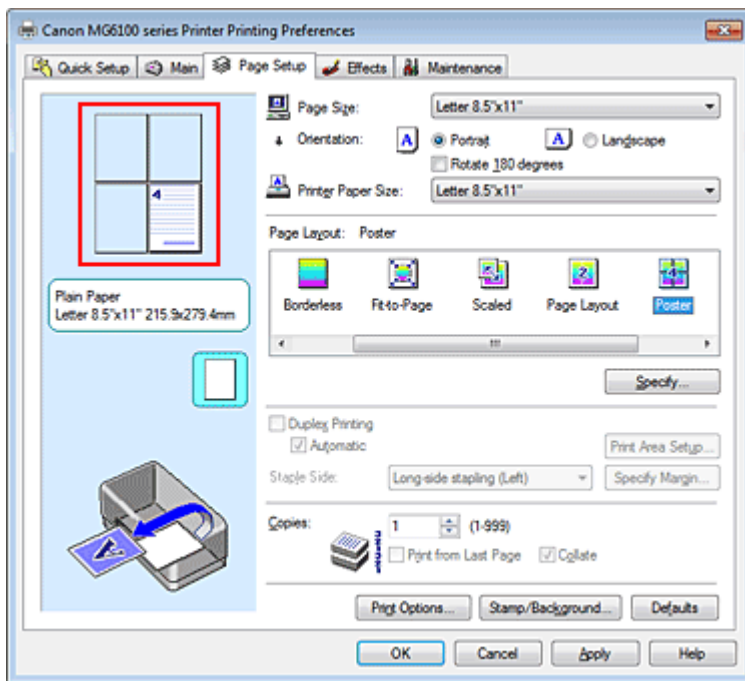 Canon MG6100 series Printer Printing Preferences
Quick Setup Main Page Setup Effects Maintenance
Page Size: Letter 8.5"x11"
Orientation: A Portrait A Landscape
Rotate 180 degrees
Printer Paper Size: Letter 8.5"x11"
Page Layout: Poster
Borderless Fit-to-Page Scaled Page Layout Poster
4
Plain Paper
Letter 8.5"x11" 215.9x279.4mm
Specify...
Duplex Printing
Automatic Print Area Setup...
Staple Side: Long-side stapling (Left) Specify Margin...
Copies: 1 (1-999)
Print from Last Page Collate
Print Options... Stamp/Background... Defaults
OK Cancel Apply Help